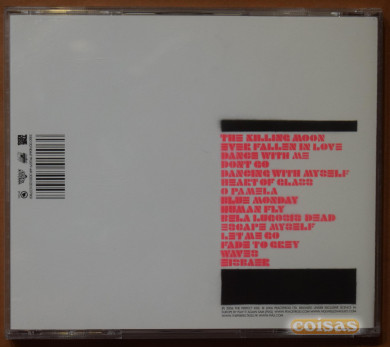 THE KILLING MOON
EVER FALLEN IN LOVE
DANCE WITH ME
DONT GO
DANCING WITH MYSELF
HEART OF GLASS
O PAMELA
BLUE MONDAY
HUMAN FLY
BELA LUGOSIS DEAD
ESCAPE MYSELF
LET ME GO
FADE TO GREY
WAVES
EISBAER
coisas